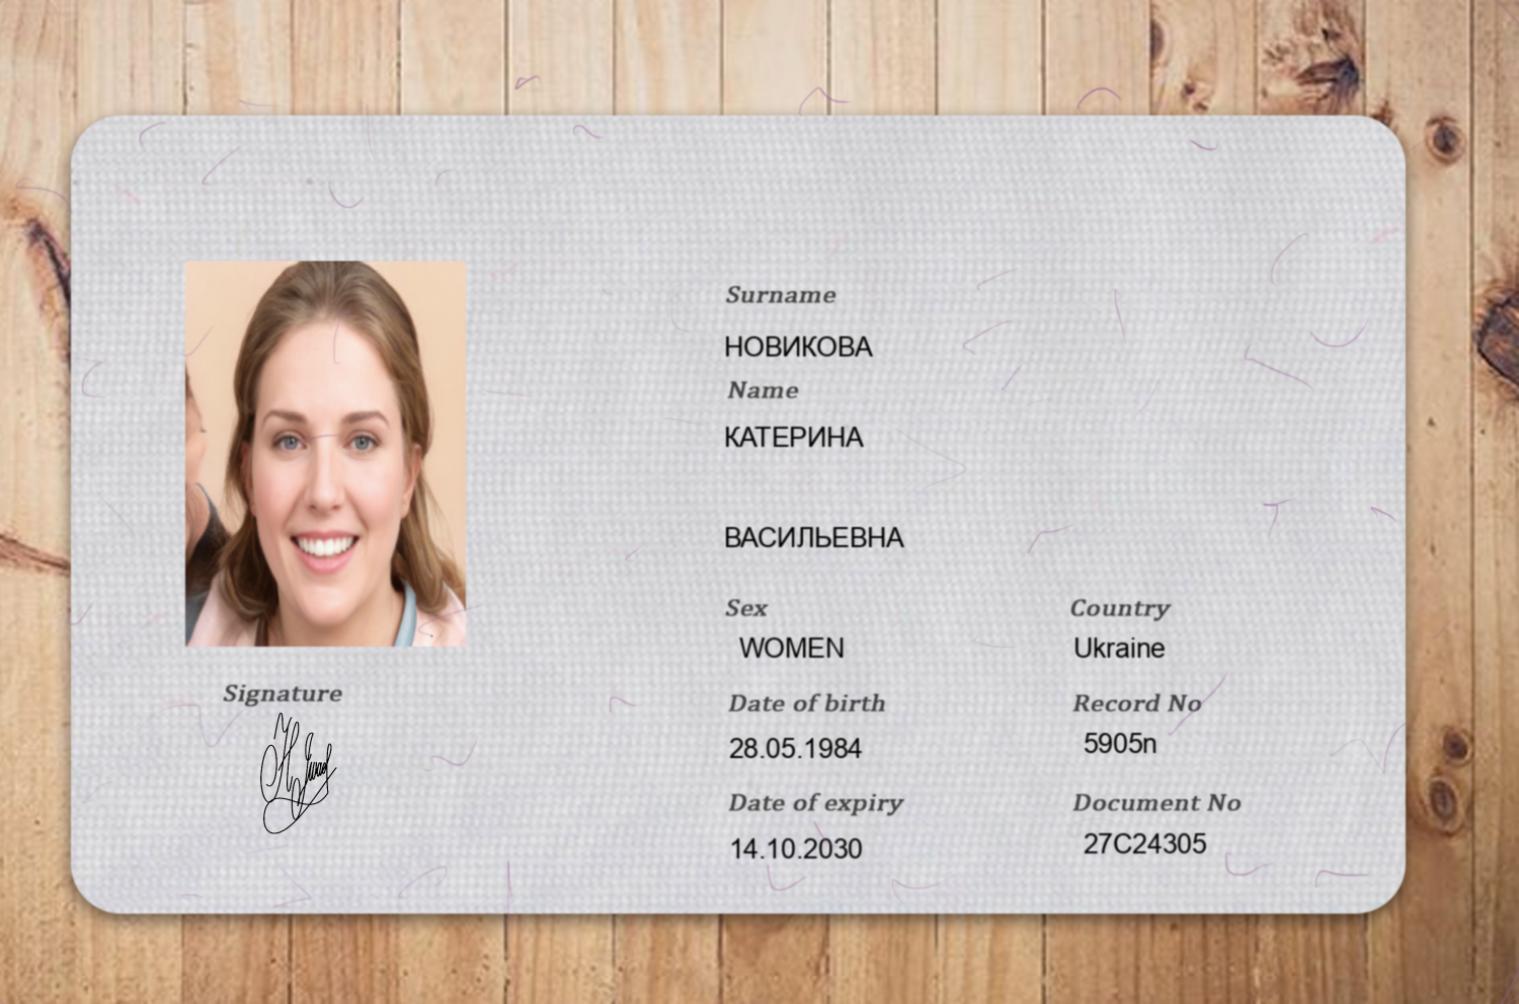 Surname
НОВИКОВА
Name
КАТЕРИНА
ВАСИЛЬЕВНА
Sex Country
WOMEN Ukraine
Date of birth Record No
28.05.1984 5905n
Date of expiry Document No
14.10.2030 27C24305
Signature